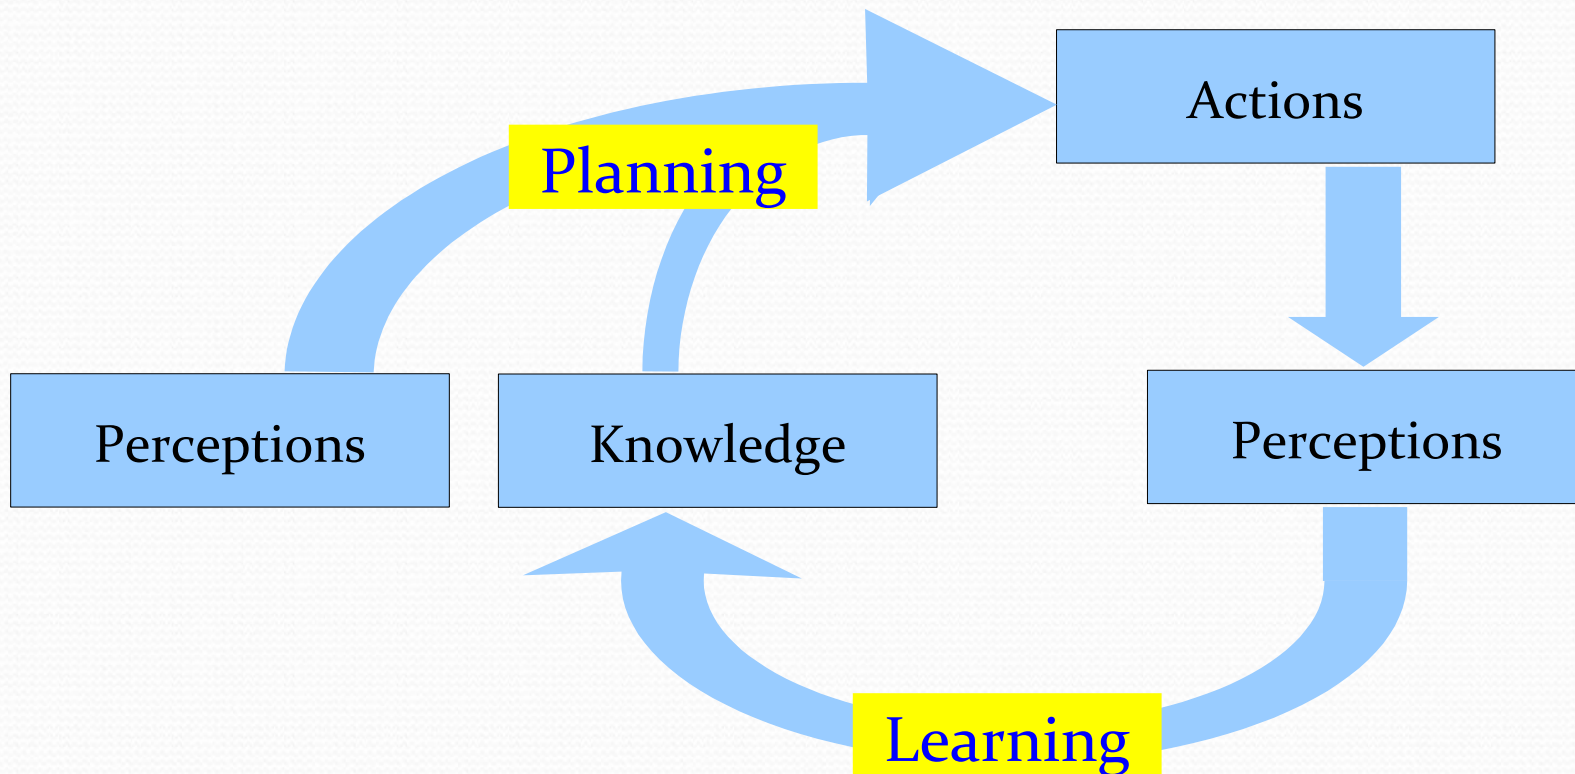 Actions
Planning
Perceptions
Knowledge
Perceptions
Learning